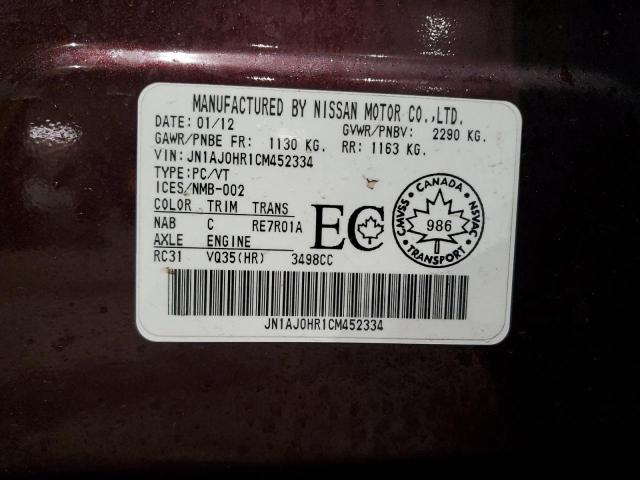 MANUFACTURED BY NISSAN MOTOR CO.,LTD.
DATE: 01/12 GVWR/PNBV: 2290 KG.
GAWR/PNBE FR: 1130 KG. RR: 1163 KG.
VIN:JN1AJ0HR1CM452334
TYPE:PC/VT
ICES/NMB-002
COLOR TRIM TRANS
NAB C RE7R01A
AXLE ENGINE
RC31 VQ35(HR) 3498CC
EC
CANADA
CMVSS 986 NSVAC
TRANSPORT
JN1AJ0HR1CM452334